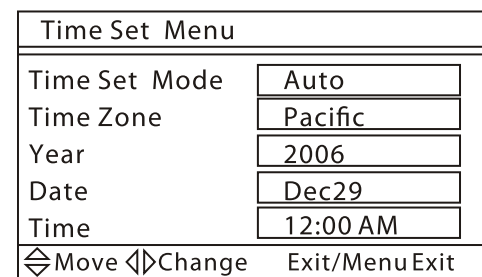 Time Set Menu
Time Set Mode Auto
Time Zone Pacific
Year 2006
Date Dec29
Time 12:00 AM
Move Change Exit/Menu Exit